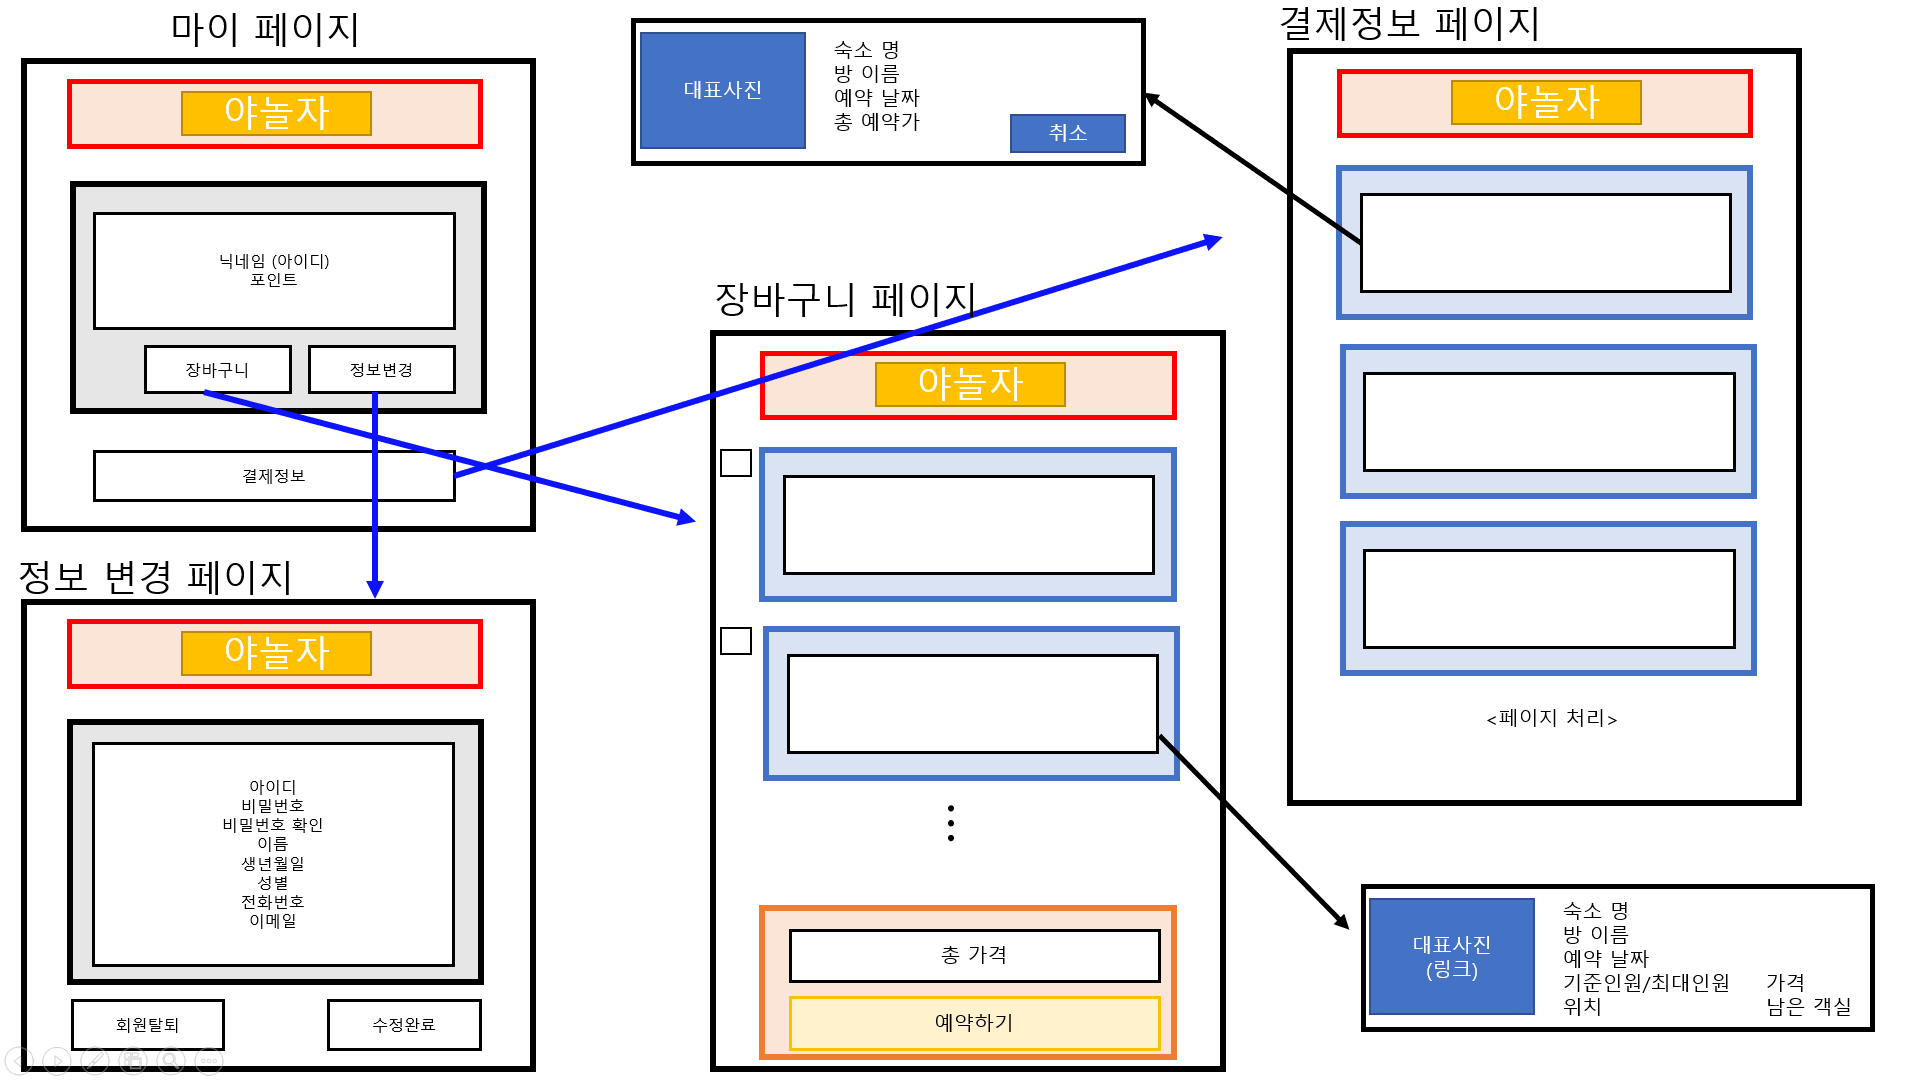 마이 페이지
야놀자
닉네임 (아이디)
포인트
장바구니
정보변경
결제정보
정보 변경 페이지
야놀자
아이디
비밀번호
비밀번호 확인
이름
생년월일
성별
전화번호
이메일
회원탈퇴
수정완료
대표사진
숙소 명
방 이름
예약 날짜
총 예약가
취소
장바구니 페이지
야놀자
총 가격
예약하기
결제정보 페이지
야놀자
<페이지 처리>
대표사진
(링크)
숙소 명
방 이름
예약 날짜
기준인원/최대인원 가격
위치 남은 객실